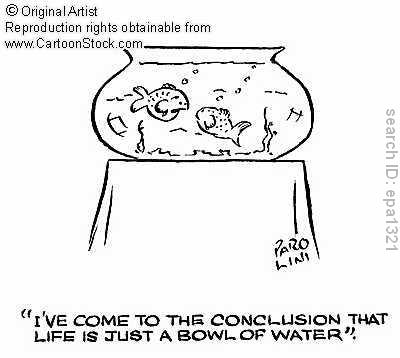 © Original Artist
Reproduction rights obtainable from
www.CartoonStock.com
search ID: epa1321
PARO
LINI
"I'VE COME TO THE CONCLUSION THAT
LIFE IS JUST A BOWL OF WATER".